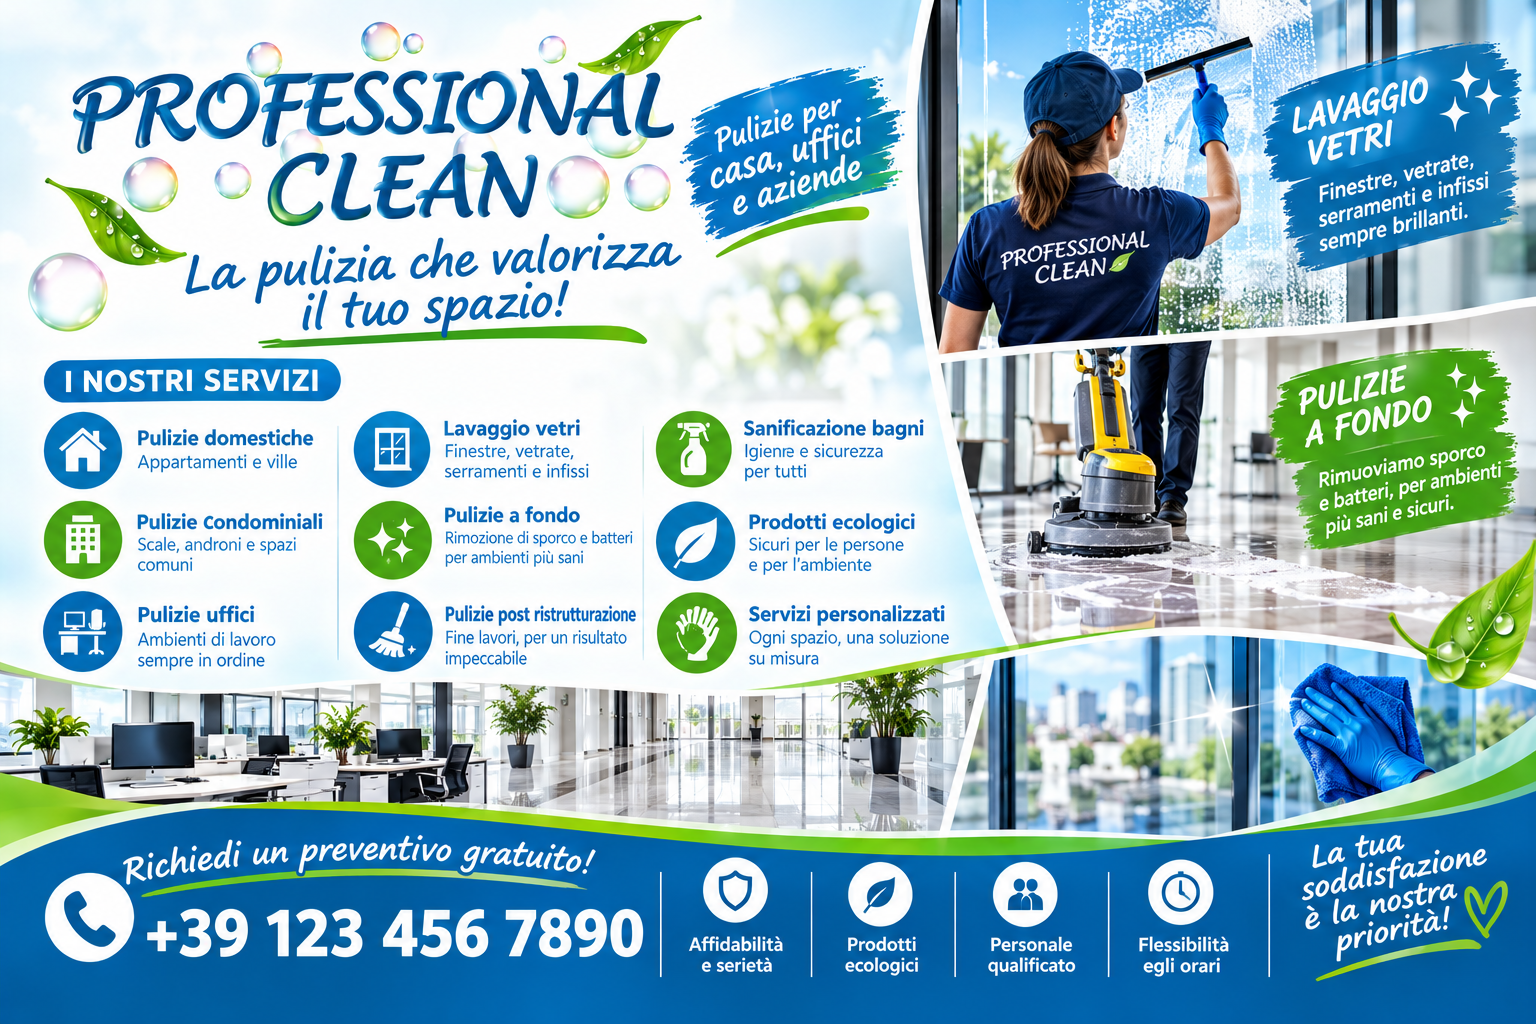 PROFESSIONAL
CLEAN
La pulizia che valorizza
il tuo spazio!
Pulizie per
casa, uffici
e aziende
I NOSTRI SERVIZI
Pulizie domestiche
Appartamenti e ville
Pulizie Condominiali
Scale, androni e spazi
comuni
Pulizie uffici
Ambienti di lavoro
sempre in ordine
Lavaggio vetri
Finestre, vetrate,
serramenti e infissi
Pulizie a fondo
Rimozione di sporco e batteri
per ambienti più sani
Pulizie post ristrutturazione
Fine lavori, per un risultato
impeccabile
Sanificazione bagni
Igiene e sicurezza
per tutti
Prodotti ecologici
Sicuri per le persone
e per l'ambiente
Servizi personalizzati
Ogni spazio, una soluzione
su misura
PROFESSIONAL
CLEAN
LAVAGGIO
VETRI
Finestre, vetrate,
serramenti e infissi
sempre brillanti.
PULIZIE
A FONDO
Rimuoviamo sporco
e batteri, per ambienti
più sani e sicuri.
Richiedi un preventivo gratuito!
+39 123 456 7890
Affidabilità
e serietà
Prodotti
ecologici
Personale
qualificato
Flessibilità
egli orari
La tua
soddisfazione
è la nostra
priorità!